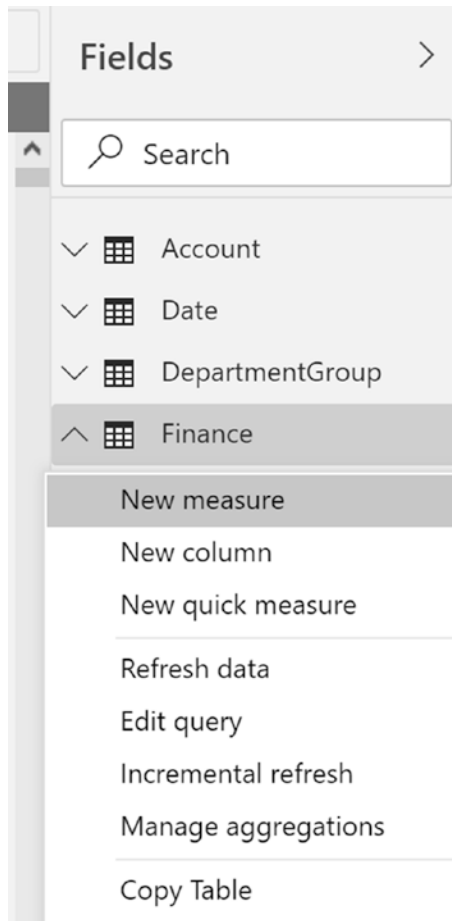 Fields
Search
Account
Date
DepartmentGroup
Finance
New measure
New column
New quick measure
Refresh data
Edit query
Incremental refresh
Manage aggregations
Copy Table